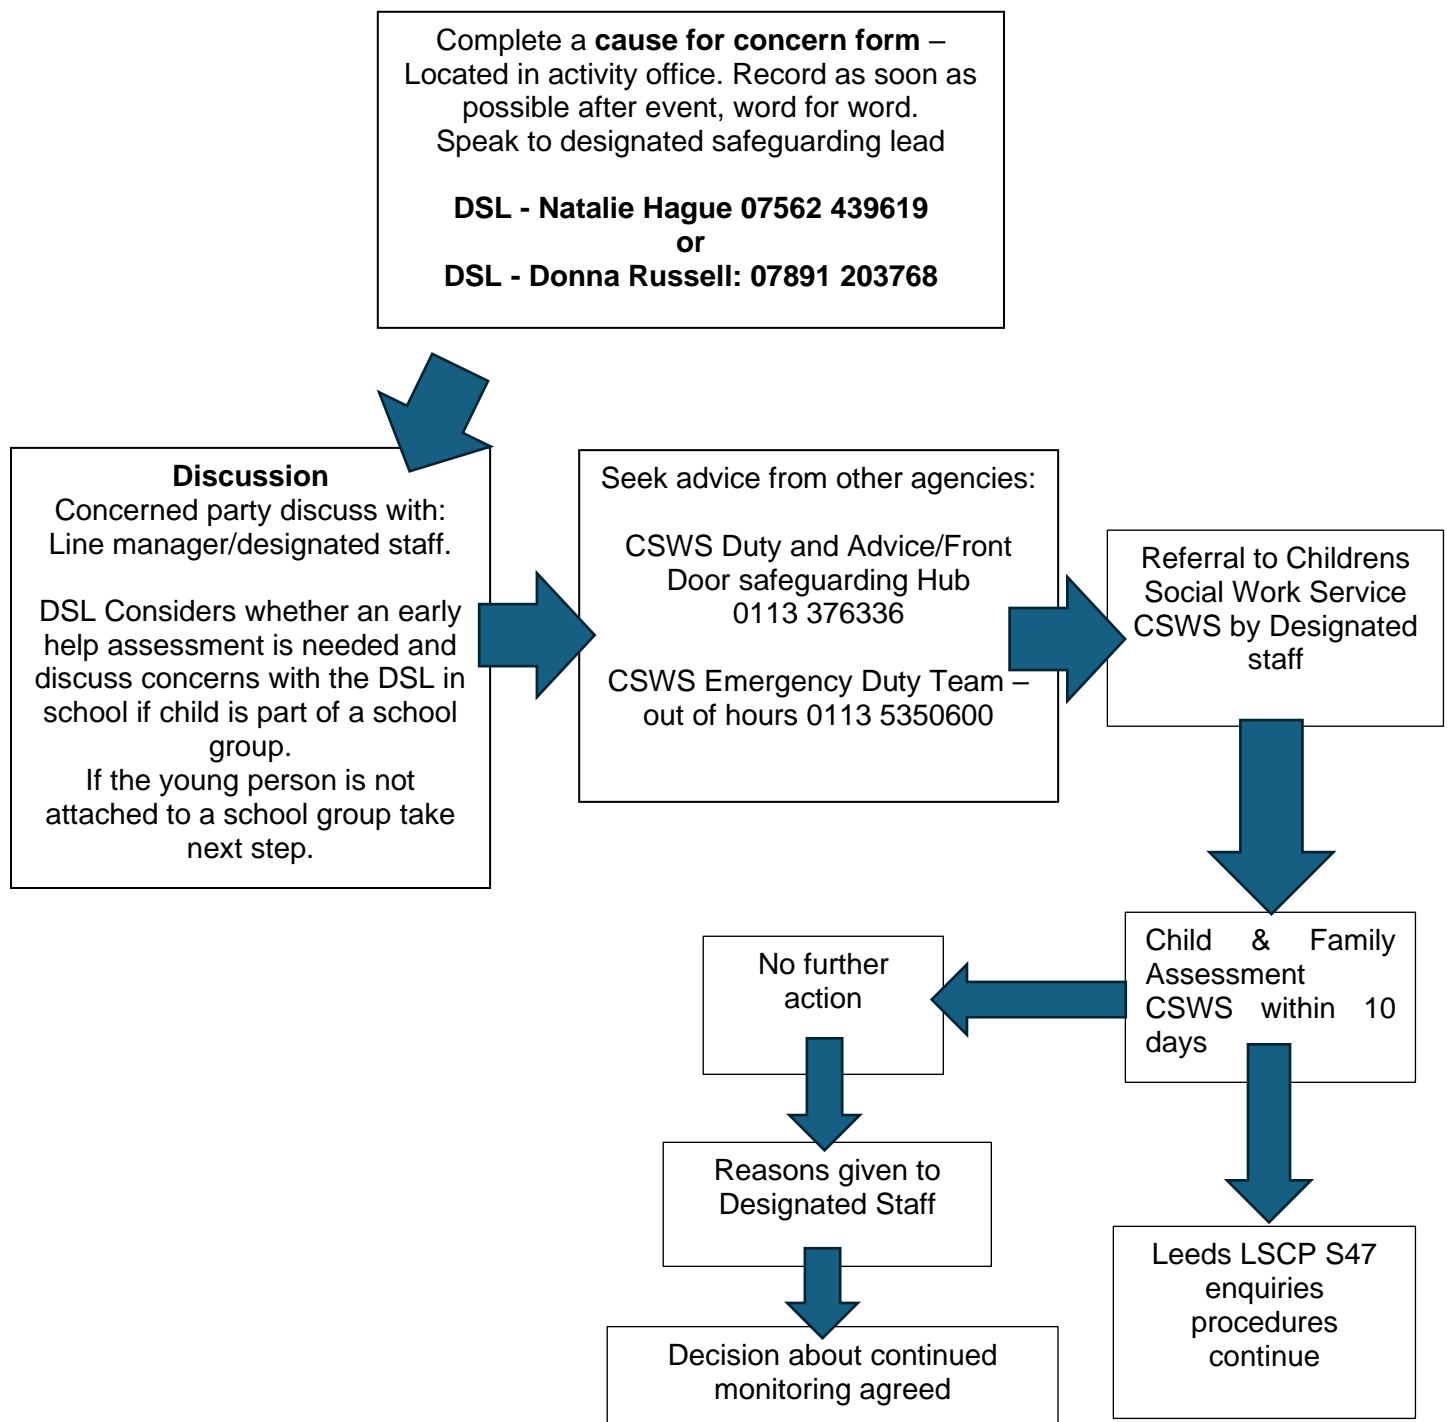 Complete a cause for concern form –
Located in activity office. Record as soon as
possible after event, word for word.
Speak to designated safeguarding lead
DSL - Natalie Hague 07562 439619
or
DSL - Donna Russell: 07891 203768
Discussion
Concerned party discuss with:
Line manager/designated staff.
DSL Considers whether an early
help assessment is needed and
discuss concerns with the DSL in
school if child is part of a school
group.
If the young person is not
attached to a school group take
next step.
Seek advice from other agencies:
CSWS Duty and Advice/Front
Door safeguarding Hub
0113 376336
CSWS Emergency Duty Team –
out of hours 0113 5350600
Referral to Childrens
Social Work Service
CSWS by Designated
staff
Child & Family
Assessment
CSWS within 10
days
No further
action
Reasons given to
Designated Staff
Decision about continued
monitoring agreed
Leeds LSCP S47
enquiries
procedures
continue